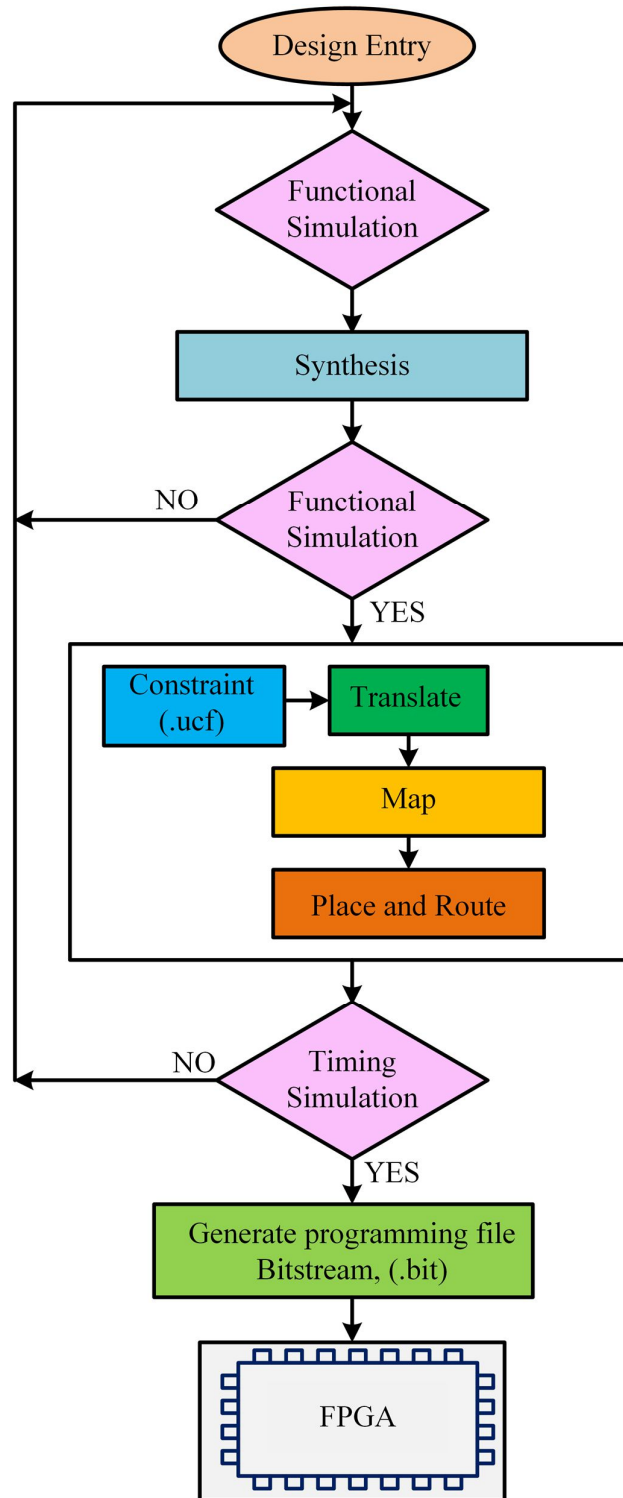 Design Entry
Functional
Simulation
Synthesis
Functional
Simulation
NO
YES
Constraint
(.ucf)
Translate
Map
Place and Route
Timing
Simulation
NO
YES
Generate programming file
Bitstream, (.bit)
FPGA